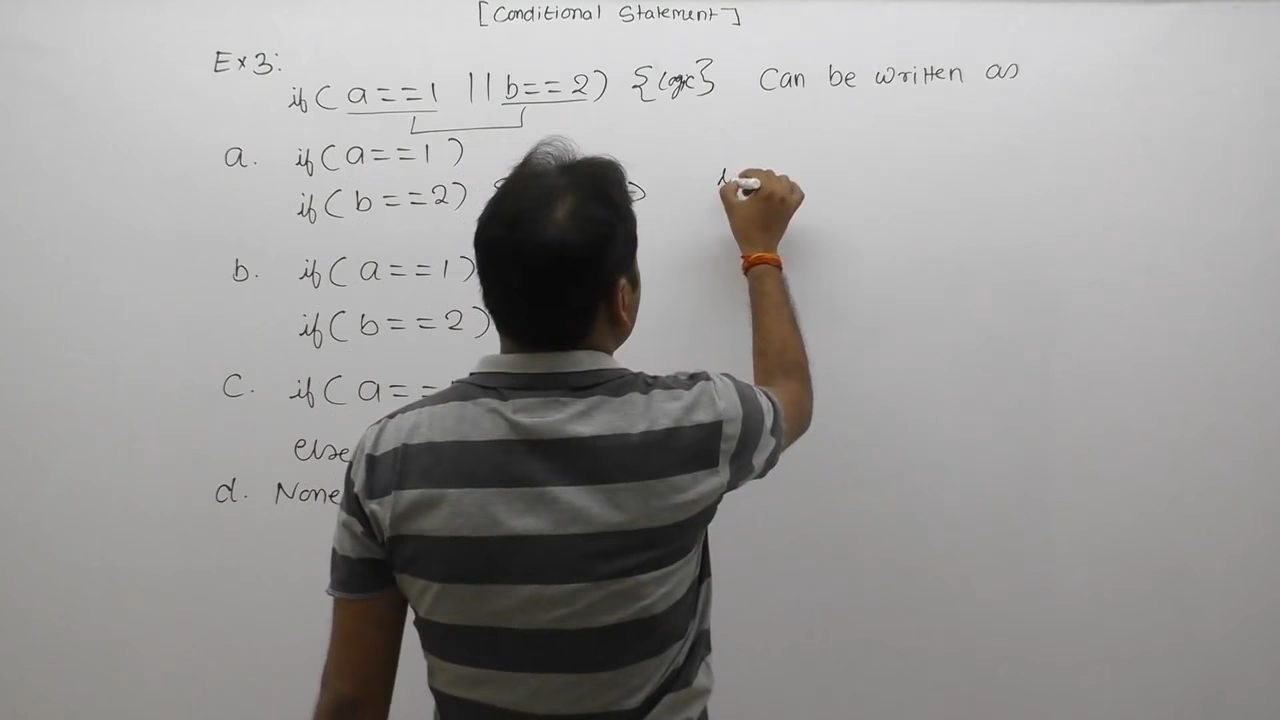 [Conditional Statement]
Ex 3:
if(a==1 || b==2) {logic} Can be written as
a. if(a==1)
if(b==2)
b. if(a==1)
if(b==2)
C. if(a==
else
d. None